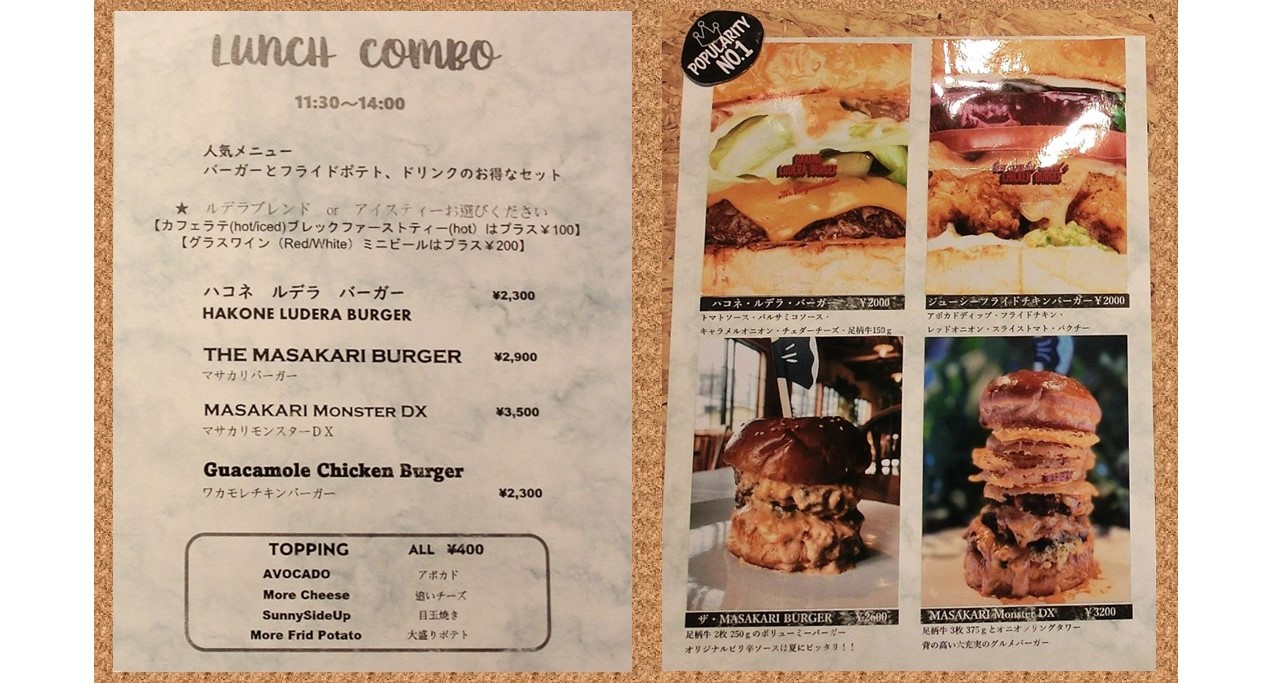 LUNCH COMBO
11:30～14:00
人気メニュー
バーガーとフライドポテト、ドリンクのお得なセット
★ ルデラブレンド or アイスティーお選びください
【カフェラテ(hot/iced)ブレックファーストティー(hot) はプラス￥100】
【グラスワイン（Red/White）ミニビールはプラス￥200】
ハコネ ルデラ バーガー ¥2,300
HAKONE LUDERA BURGER
THE MASAKARI BURGER ¥2,900
マサカリバーガー
MASAKARI MONSTER DX ¥3,500
マサカリモンスターDX
Guacamole Chicken Burger
ワカモレチキンバーガー ¥2,300
TOPPING ALL ¥400
AVOCADO アボカド
More Cheese 追いチーズ
SunnySideUp 目玉焼き
More Frid Potato 大盛りポテト
POPULARITY
NO.1
ハコネ・ルデラ・バーガー ￥2000
トマトソース・バルサミコソース・
キャラメルオニオン・チェダーチーズ・足柄牛150g
ジューシーフライドチキンバーガー ￥2000
アボカドディップ・フライドチキン・
レッドオニオン・スライストマト・パクチー
ザ・MASAKARI BURGER ￥2600
足柄牛 2枚 250gのボリューミーバーガー
オリジナルピリ辛ソースは夏にピッタリ！！
MASAKARI Monster DX ￥3200
足柄牛 3枚 375gとオニオンリングタワー
背の高い大充実のグルメバーガー